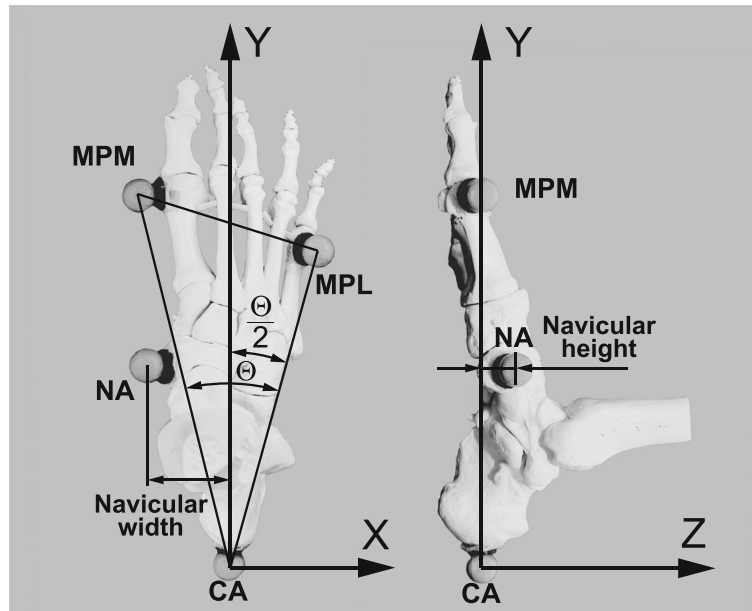 Y
Y
MPM
MPM
MPL
Θ
2
NA
Navicular
height
Θ
NA
Navicular
width
X
Z
CA
CA